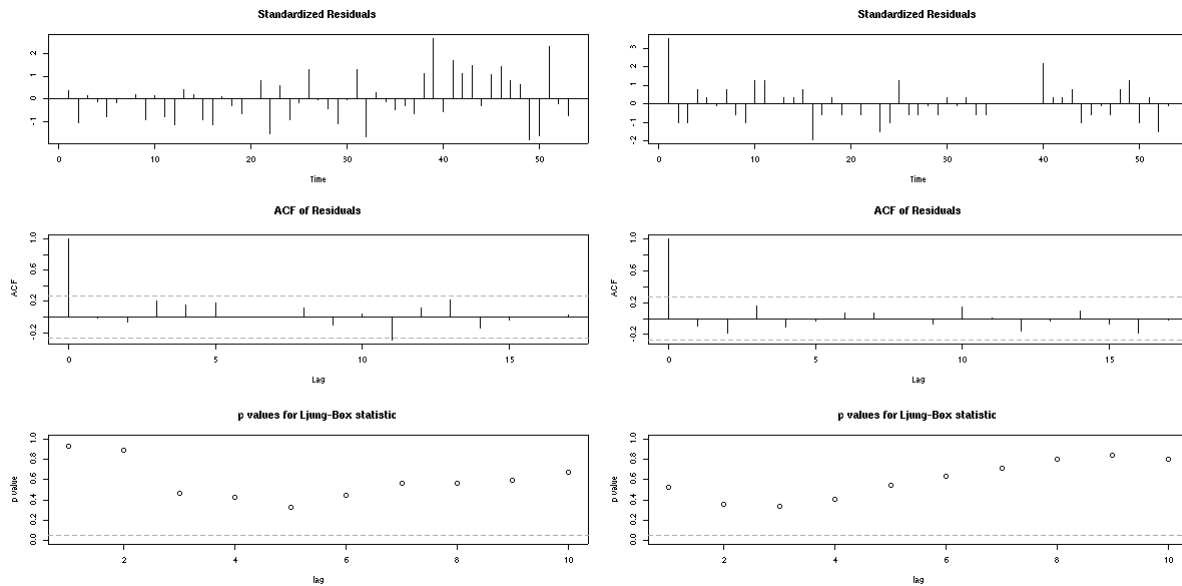 Standardized Residuals
2
1
0
-1
0 10 20 30 40 50
Time
ACF of Residuals
1.0
0.6
0.2
-0.2
ACF
0 5 10 15
Lag
p values for Ljung-Box statistic
1.0
0.8
0.6
0.4
0.2
0.0
p value
2 4 6 8 10
lag
Standardized Residuals
3
2
1
0
-1
-2
0 10 20 30 40 50
Time
ACF of Residuals
1.0
0.6
0.2
-0.2
ACF
0 5 10 15
Lag
p values for Ljung-Box statistic
1.0
0.8
0.6
0.4
0.2
0.0
p value
2 4 6 8 10
lag